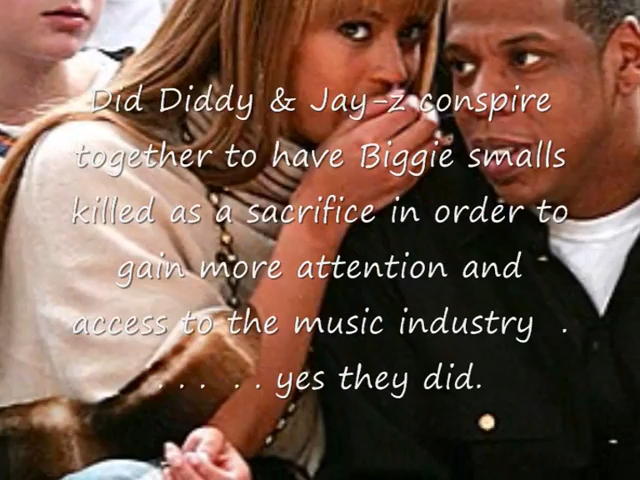 Did Diddy & Jay-z conspire
together to have Biggie smalls
killed as a sacrifice in order to
gain more attention and
access to the music industry .
. . . . . yes they did.